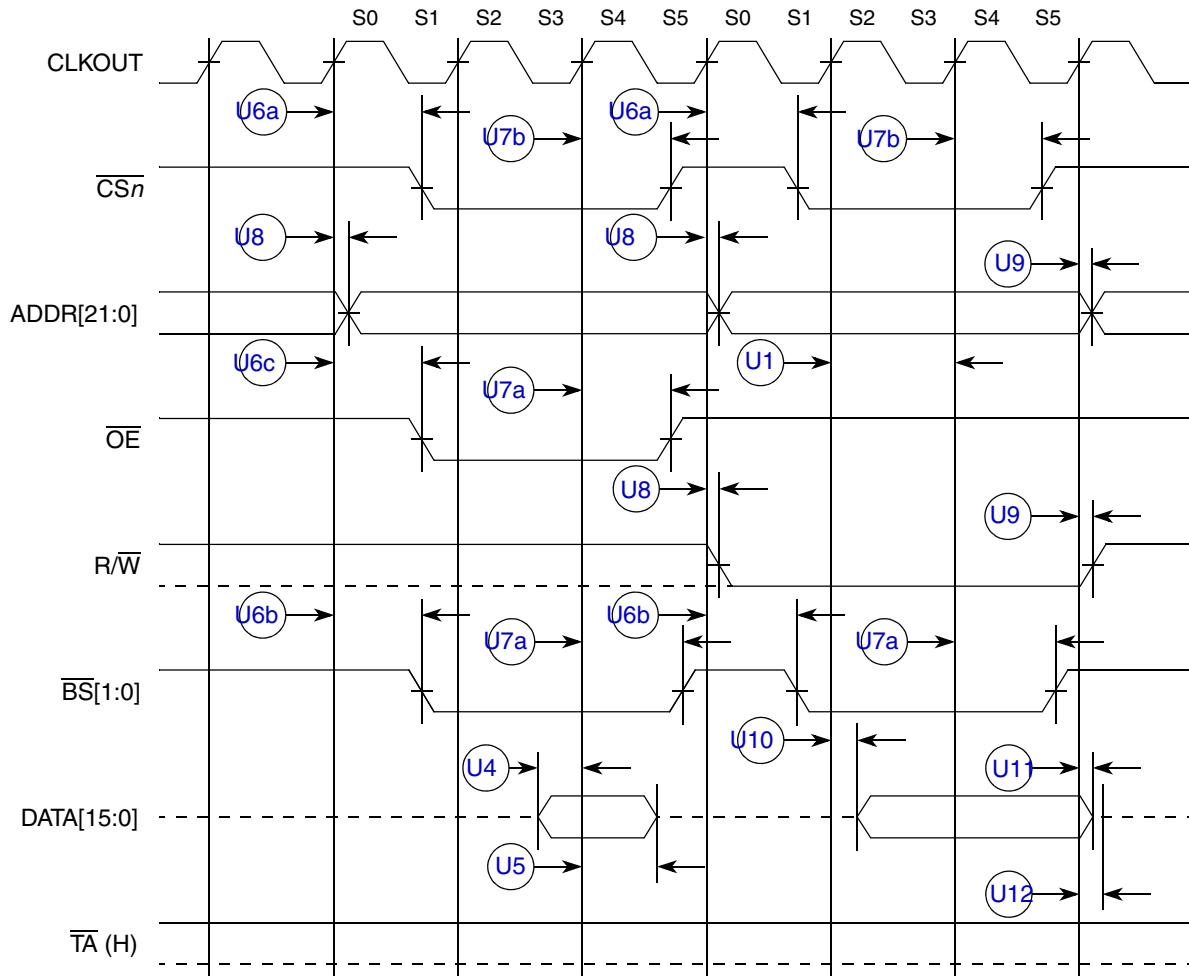 S0 S1 S2 S3 S4 S5 S0 S1 S2 S3 S4 S5
CLKOUT
U6a U6a
U7b U7b
CSn
U8 U8
U9
ADDR[21:0]
U6c U1
U7a
OE
U8
U9
R/W
U6b U6b
U7a U7a
BS[1:0]
U10
U4 U11
DATA[15:0]
U5
U12
TA (H)